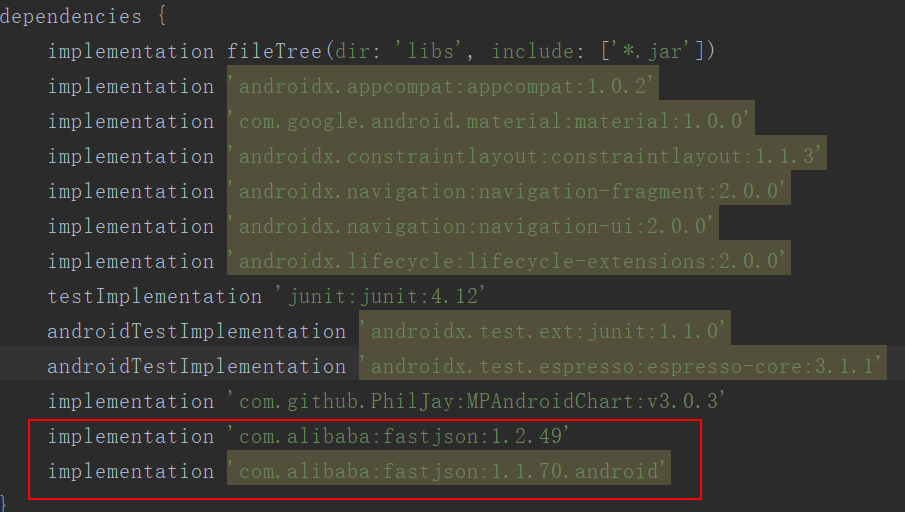 dependencies {
implementation fileTree(dir: 'libs', include: ['*.jar'])
implementation 'androidx.appcompat:appcompat:1.0.2'
implementation 'com.google.android.material:material:1.0.0'
implementation 'androidx.constraintlayout:constraintlayout:1.1.3'
implementation 'androidx.navigation:navigation-fragment:2.0.0'
implementation 'androidx.navigation:navigation-ui:2.0.0'
implementation 'androidx.lifecycle:lifecycle-extensions:2.0.0'
testImplementation 'junit:junit:4.12'
androidTestImplementation 'androidx.test.ext:junit:1.1.0'
androidTestImplementation 'androidx.test.espresso:espresso-core:3.1.1'
implementation 'com.github.PhilJay:MPAndroidChart:v3.0.3'
implementation 'com.alibaba:fastjson:1.2.49'
implementation 'com.alibaba:fastjson:1.1.70.android'
}